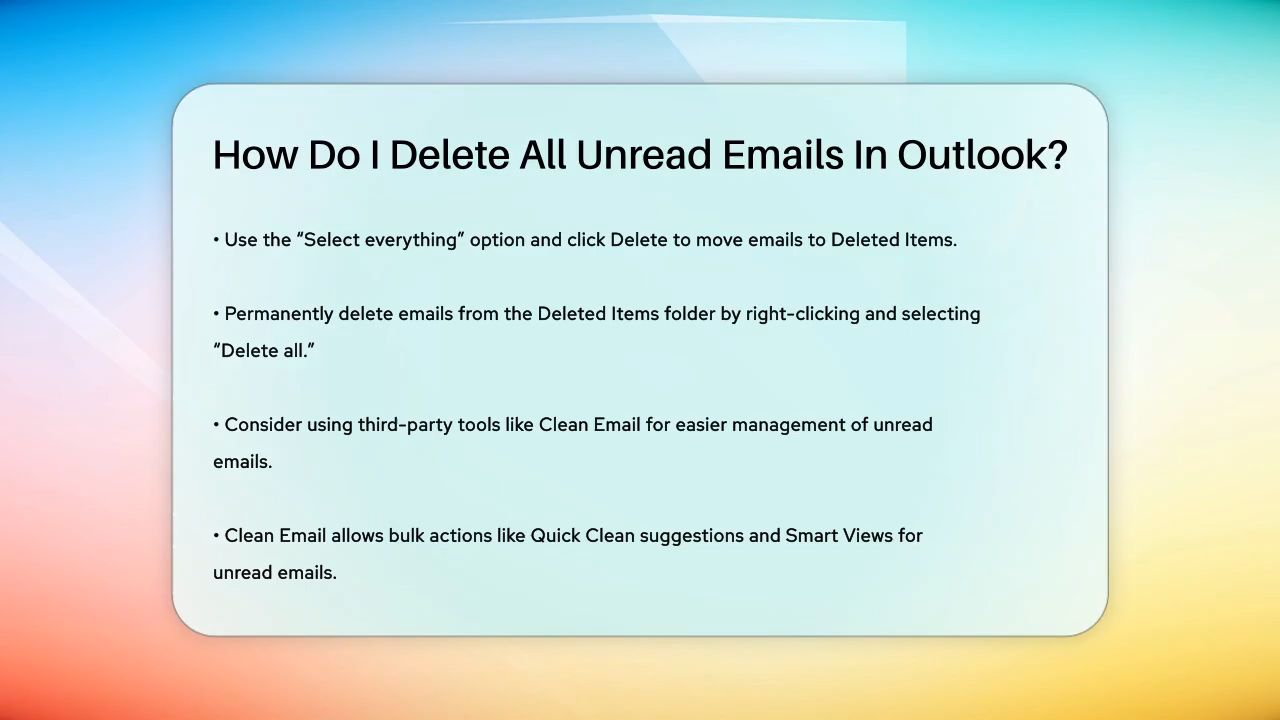 How Do I Delete All Unread Emails In Outlook?
• Use the “Select everything” option and click Delete to move emails to Deleted Items.
• Permanently delete emails from the Deleted Items folder by right-clicking and selecting
“Delete all.”
• Consider using third-party tools like Clean Email for easier management of unread
emails.
• Clean Email allows bulk actions like Quick Clean suggestions and Smart Views for
unread emails.